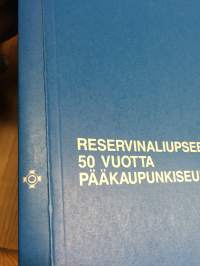 RESERVINALIUPSEE
50 VUOTTA
PÄÄKAUPUNKISEU